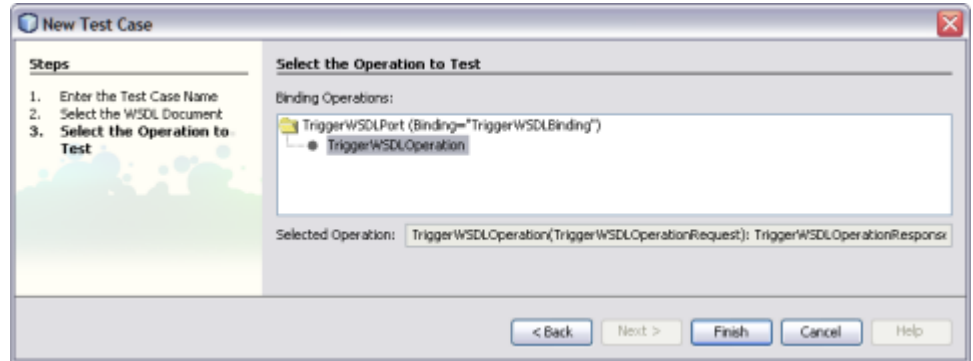 New Test Case
Steps
1. Enter the Test Case Name
2. Select the WSDL Document
3. Select the Operation to
Test
Select the Operation to Test
Binding Operations:
TriggerWSDLPort (Binding="TriggerWSDLBinding")
TriggerWSDLOperation
Selected Operation: TriggerWSDLOperation(TriggerWSDLOperationRequest): TriggerWSDLOperationResponse
< Back Next > Finish Cancel Help